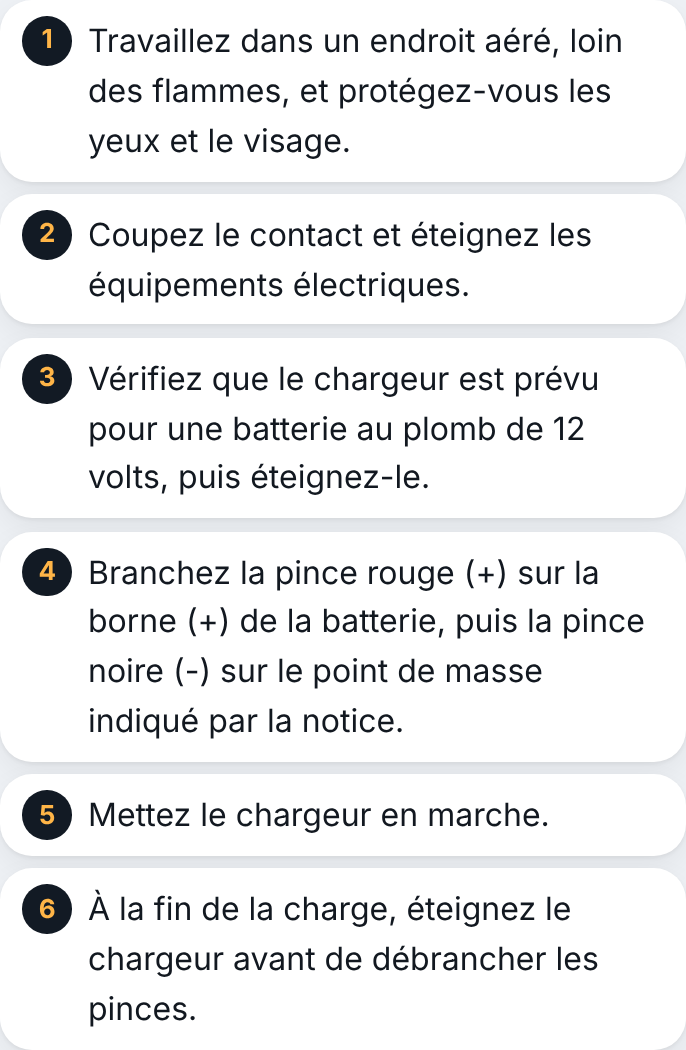 1 Travaillez dans un endroit aéré, loin
des flammes, et protégez-vous les
yeux et le visage.
2 Coupez le contact et éteignez les
équipements électriques.
3 Vérifiez que le chargeur est prévu
pour une batterie au plomb de 12
volts, puis éteignez-le.
4 Branchez la pince rouge (+) sur la
borne (+) de la batterie, puis la pince
noire (-) sur le point de masse
indiqué par la notice.
5 Mettez le chargeur en marche.
6 À la fin de la charge, éteignez le
chargeur avant de débrancher les
pinces.